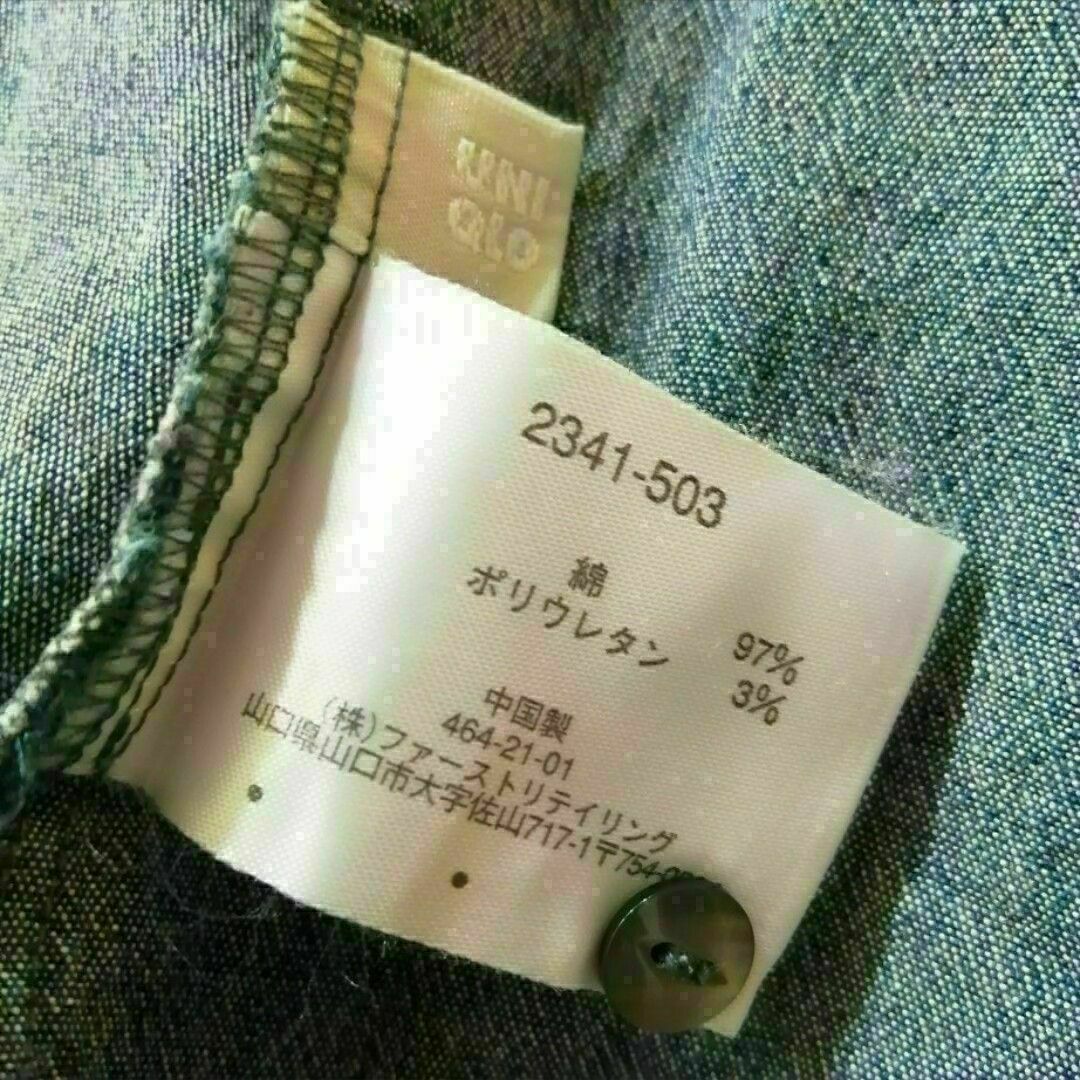 UNI
QLO
2341-503
綿 97%
ポリウレタン 3%
中国製
464-21-01
(株)ファーストリテイリング
山口県山口市大字佐山717-1〒754-